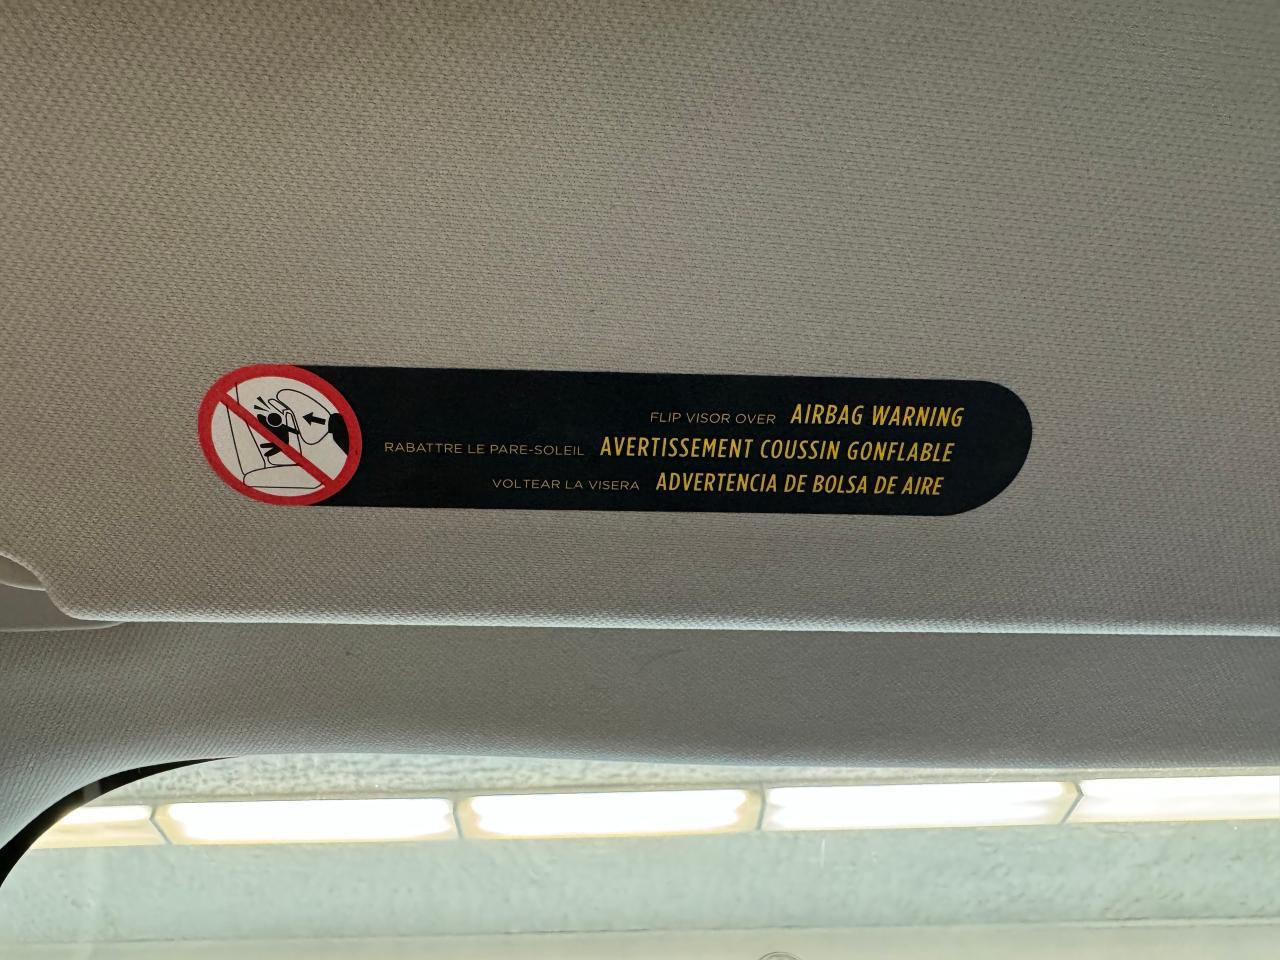 FLIP VISOR OVER AIRBAG WARNING
RABATTRE LE PARE-SOLEIL AVERTISSEMENT COUSSIN GONFLABLE
VOLTEAR LA VISERA ADVERTENCIA DE BOLSA DE AIRE